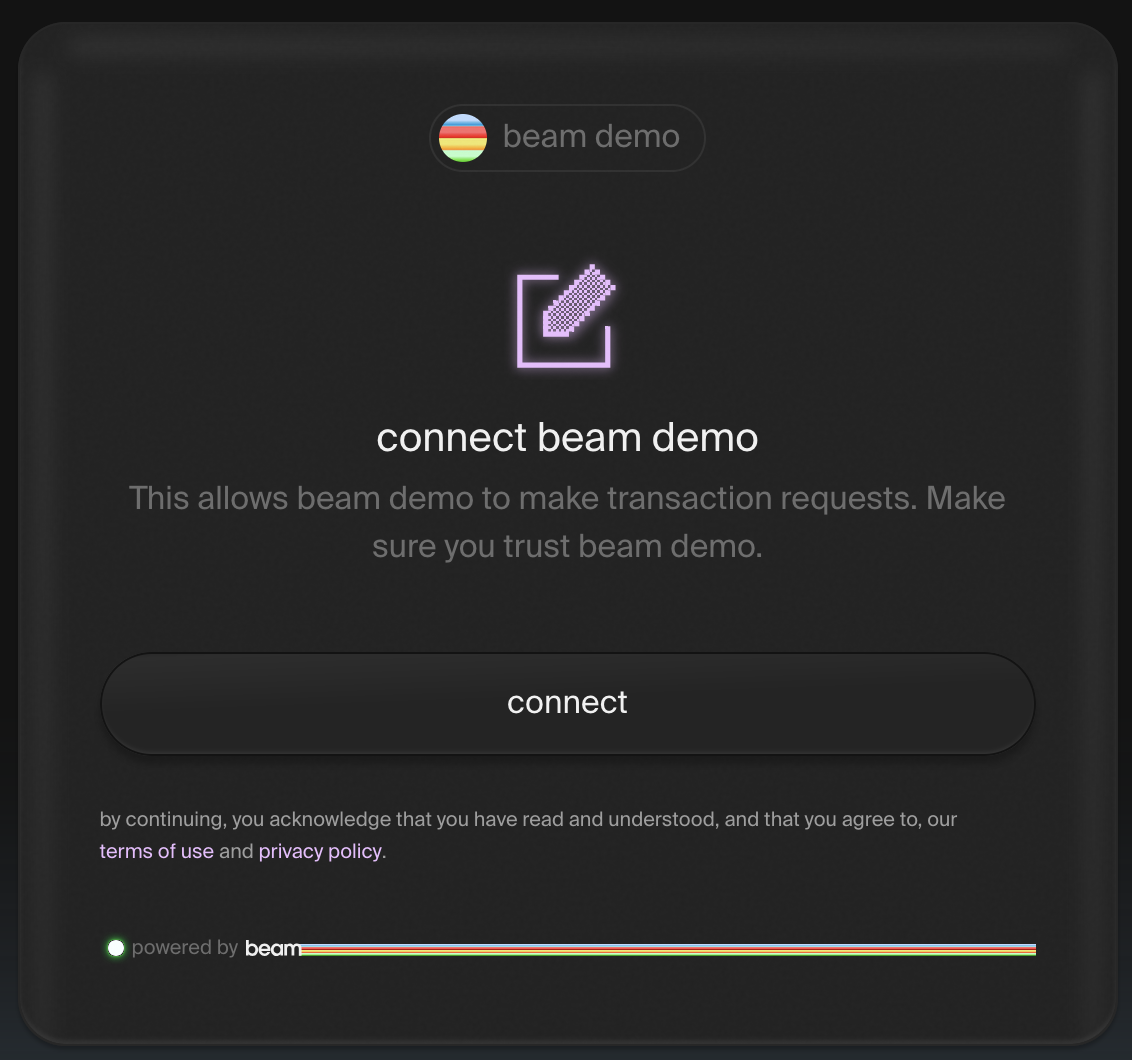 beam demo
connect beam demo
This allows beam demo to make transaction requests. Make
sure you trust beam demo.
connect
by continuing, you acknowledge that you have read and understood, and that you agree to, our
terms of use and privacy policy.
powered by beam